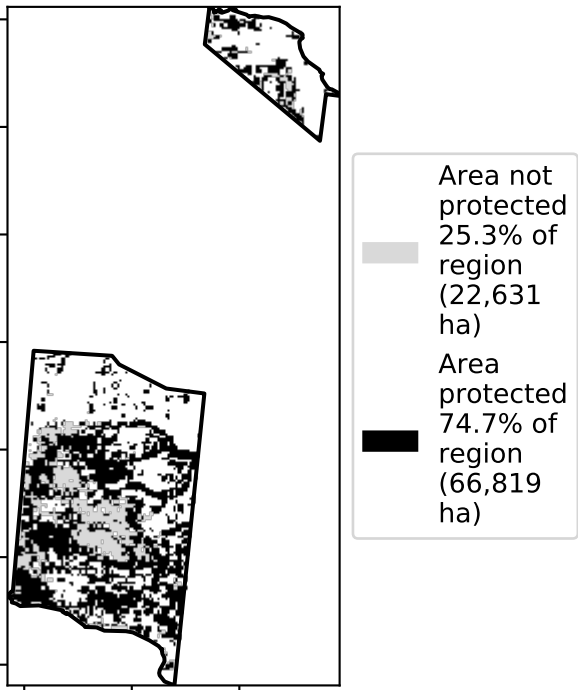 Area not
protected
25.3% of
region
(22,631
ha)
Area
protected
74.7% of
region
(66,819
ha)